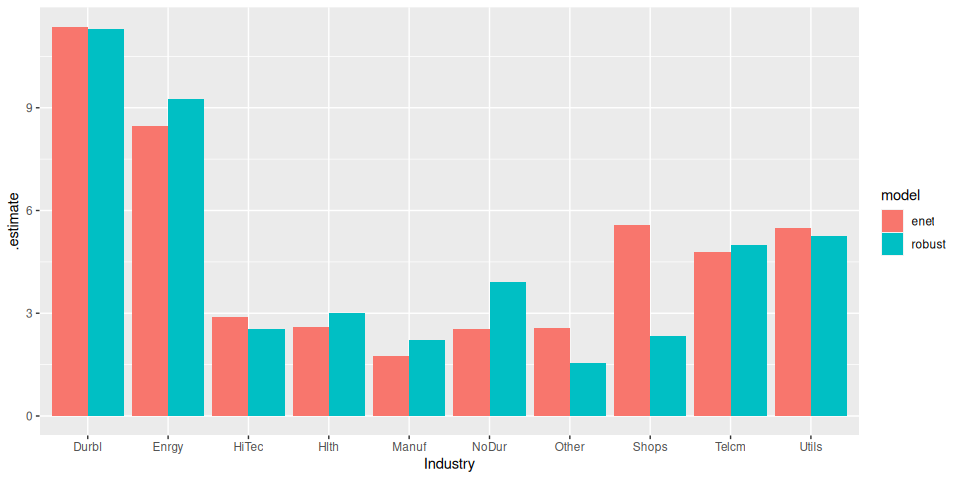 .estimate
9
6
3
0
Durbl Enrgy HiTec Hlth Manuf NoDur Other Shops Telcm Utils
Industry
model
enet
robust